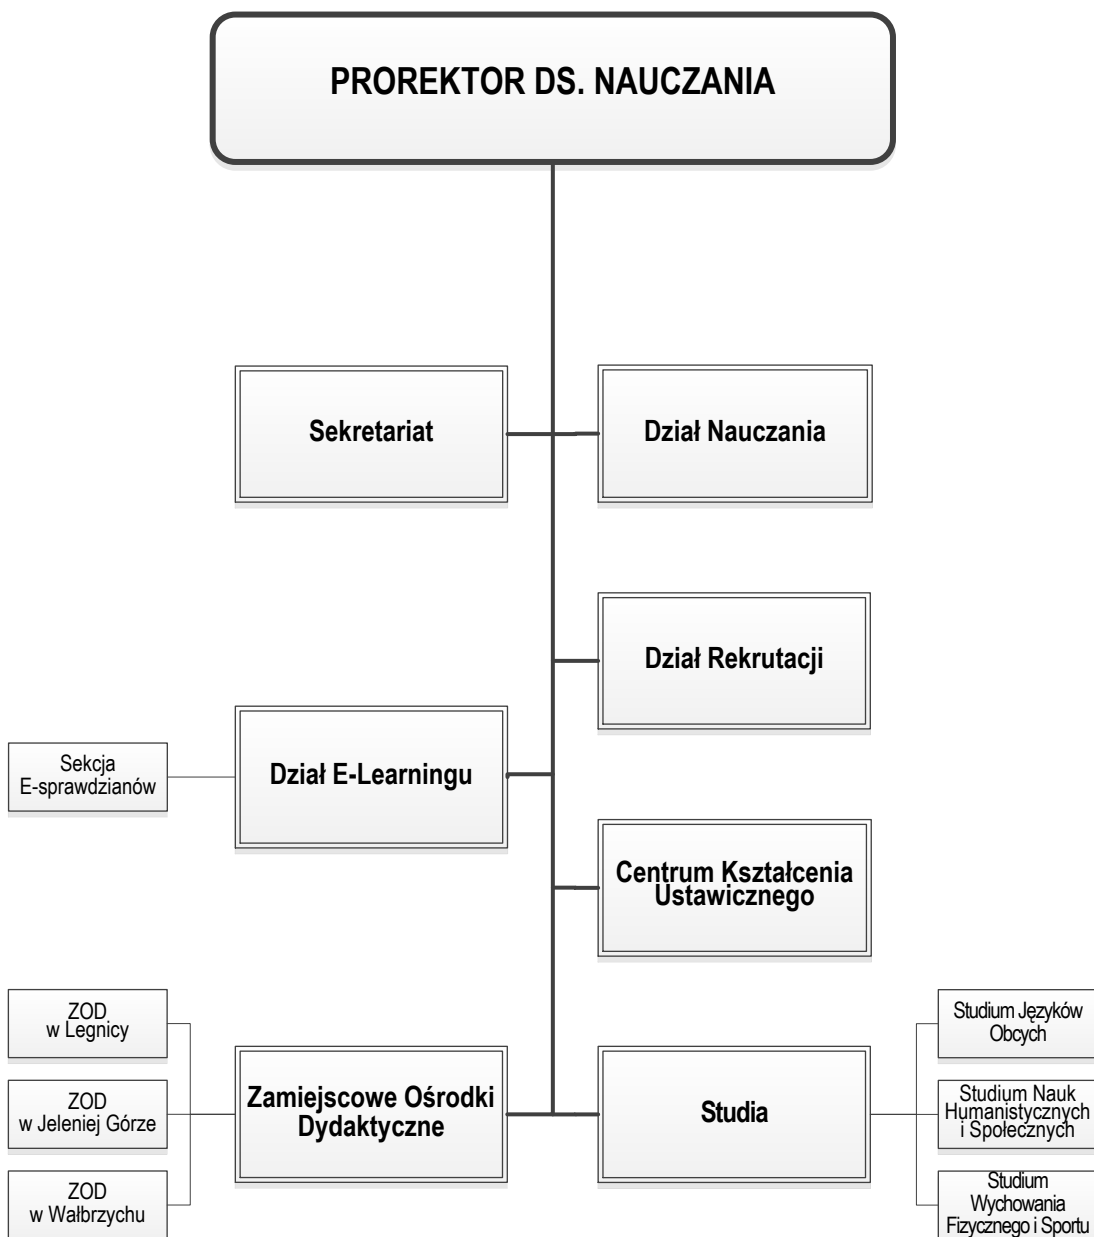 PROREKTOR DS. NAUCZANIA
Sekretariat
Dział Nauczania
Dział Rekrutacji
Sekcja
E-sprawdzianów
Dział E-Learningu
Centrum Kształcenia
Ustawicznego
ZOD
w Legnicy
ZOD
w Jeleniej Górze
ZOD
w Wałbrzychu
Zamiejscowe Ośrodki
Dydaktyczne
Studia
Studium Języków
Obcych
Studium Nauk
Humanistycznych
i Społecznych
Studium
Wychowania
Fizycznego i Sportu